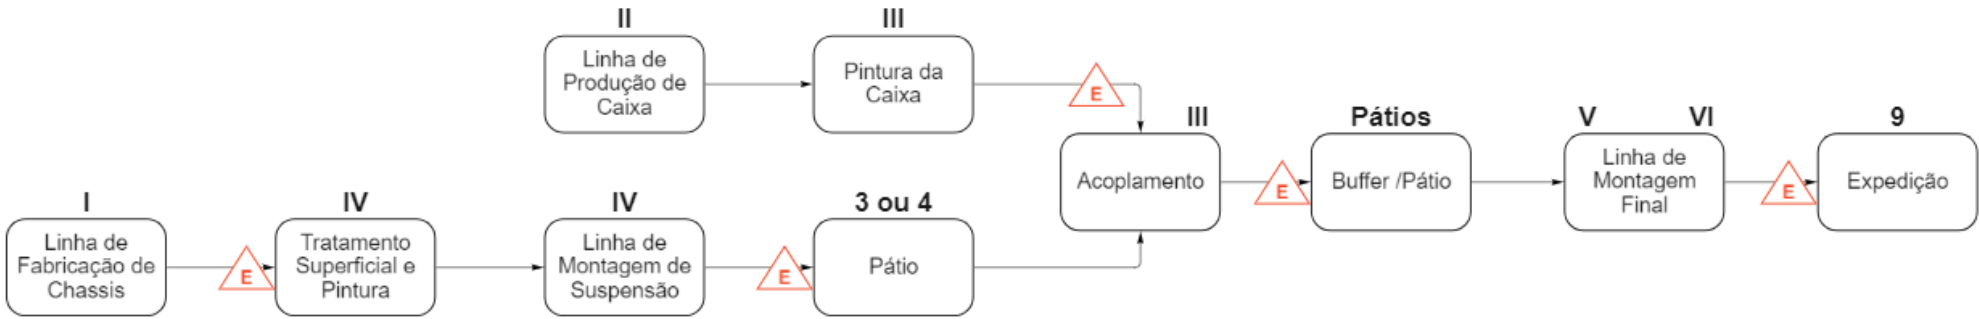 II
Linha de
Produção de
Caixa
III
Pintura da
Caixa
E
I
Linha de
Fabricação de
Chassis
E
IV
Tratamento
Superficial e
Pintura
IV
Linha de
Montagem de
Suspensão
E
3 ou 4
Pátio
III
Acoplamento
E
Pátios
Buffer /Pátio
V VI
Linha de
Montagem
Final
E
9
Expedição